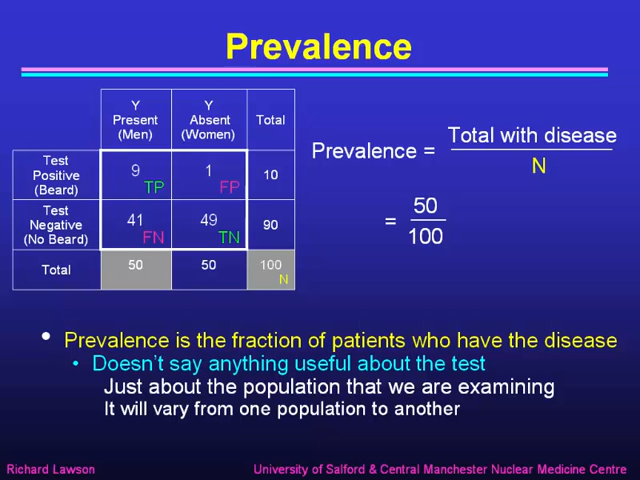 Prevalence
Y Present (Men)
Y Absent (Women)
Total
Test Positive (Beard)
9 TP
1 FP
10
Test Negative (No Beard)
41 FN
49 TN
90
Total
50
50
100 N
Prevalence = Total with disease / N
= 50 / 100
• Prevalence is the fraction of patients who have the disease
• Doesn't say anything useful about the test
Just about the population that we are examining
It will vary from one population to another
Richard Lawson
University of Salford & Central Manchester Nuclear Medicine Centre